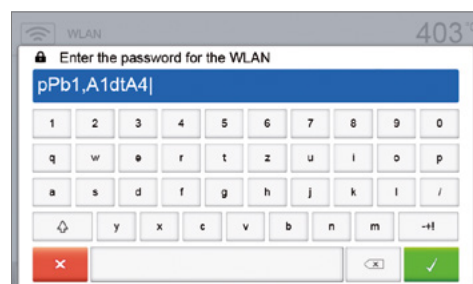 WLAN 403°
Enter the password for the WLAN
pPb1,A1dtA4|
1 2 3 4 5 6 7 8 9 0
q w e r t z u i o p
a s d f g h j k l /
y x c v b n m -+!